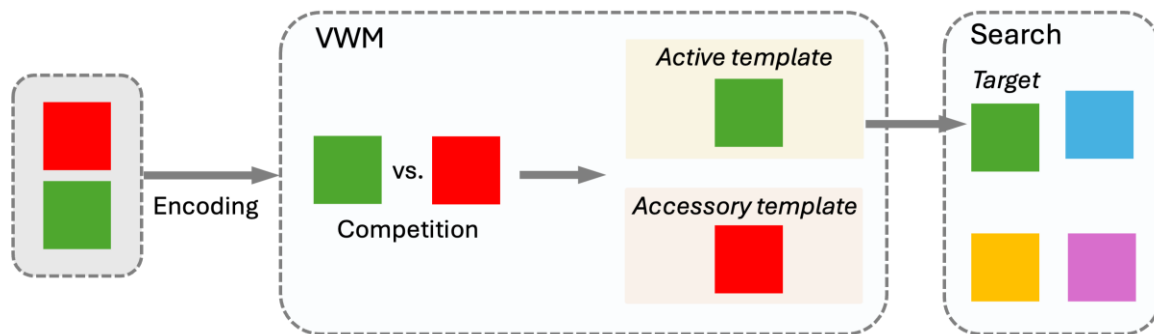 VWM
Search
Active template
Target
vs.
Encoding
Accessory template
Competition